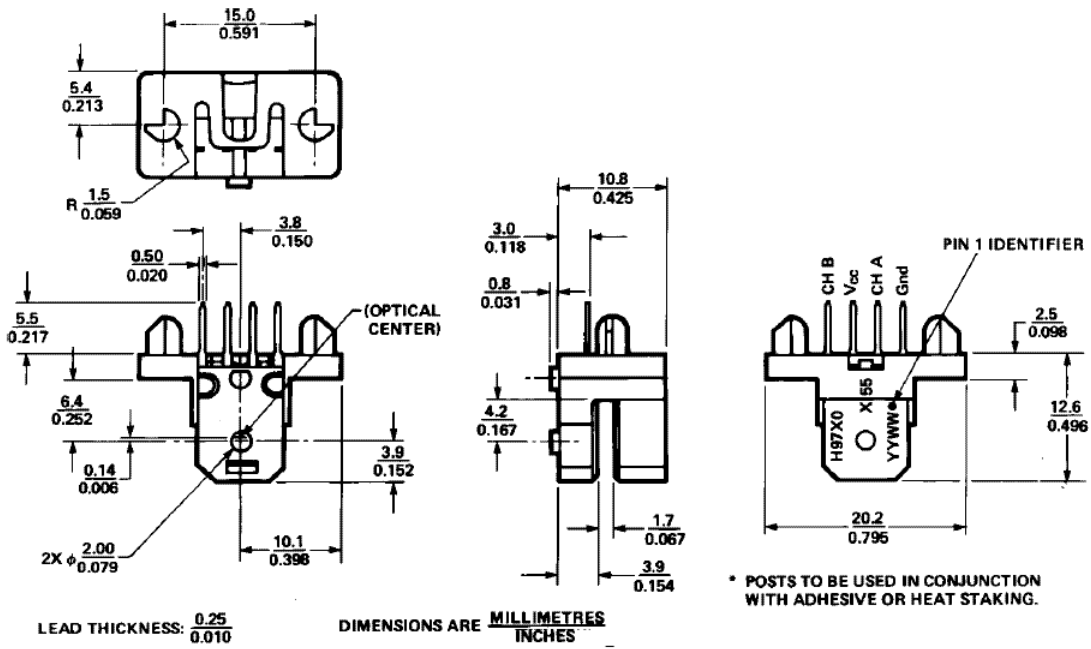 15.0
0.591
5.4
0.213
R 1.5
0.059
3.8
0.150
0.50
0.020
(OPTICAL
CENTER)
5.5
0.217
6.4
0.252
0.14
0.006
3.9
0.152
2X ϕ 2.00
0.079
10.1
0.398
10.8
0.425
3.0
0.118
0.8
0.031
4.2
0.167
1.7
0.067
3.9
0.154
PIN 1 IDENTIFIER
CH B
Vcc
CH A
Gnd
2.5
0.098
X 55
H97X0
YYWW
12.6
0.496
20.2
0.795
* POSTS TO BE USED IN CONJUNCTION
WITH ADHESIVE OR HEAT STAKING.
LEAD THICKNESS: 0.25
0.010
DIMENSIONS ARE MILLIMETRES
INCHES